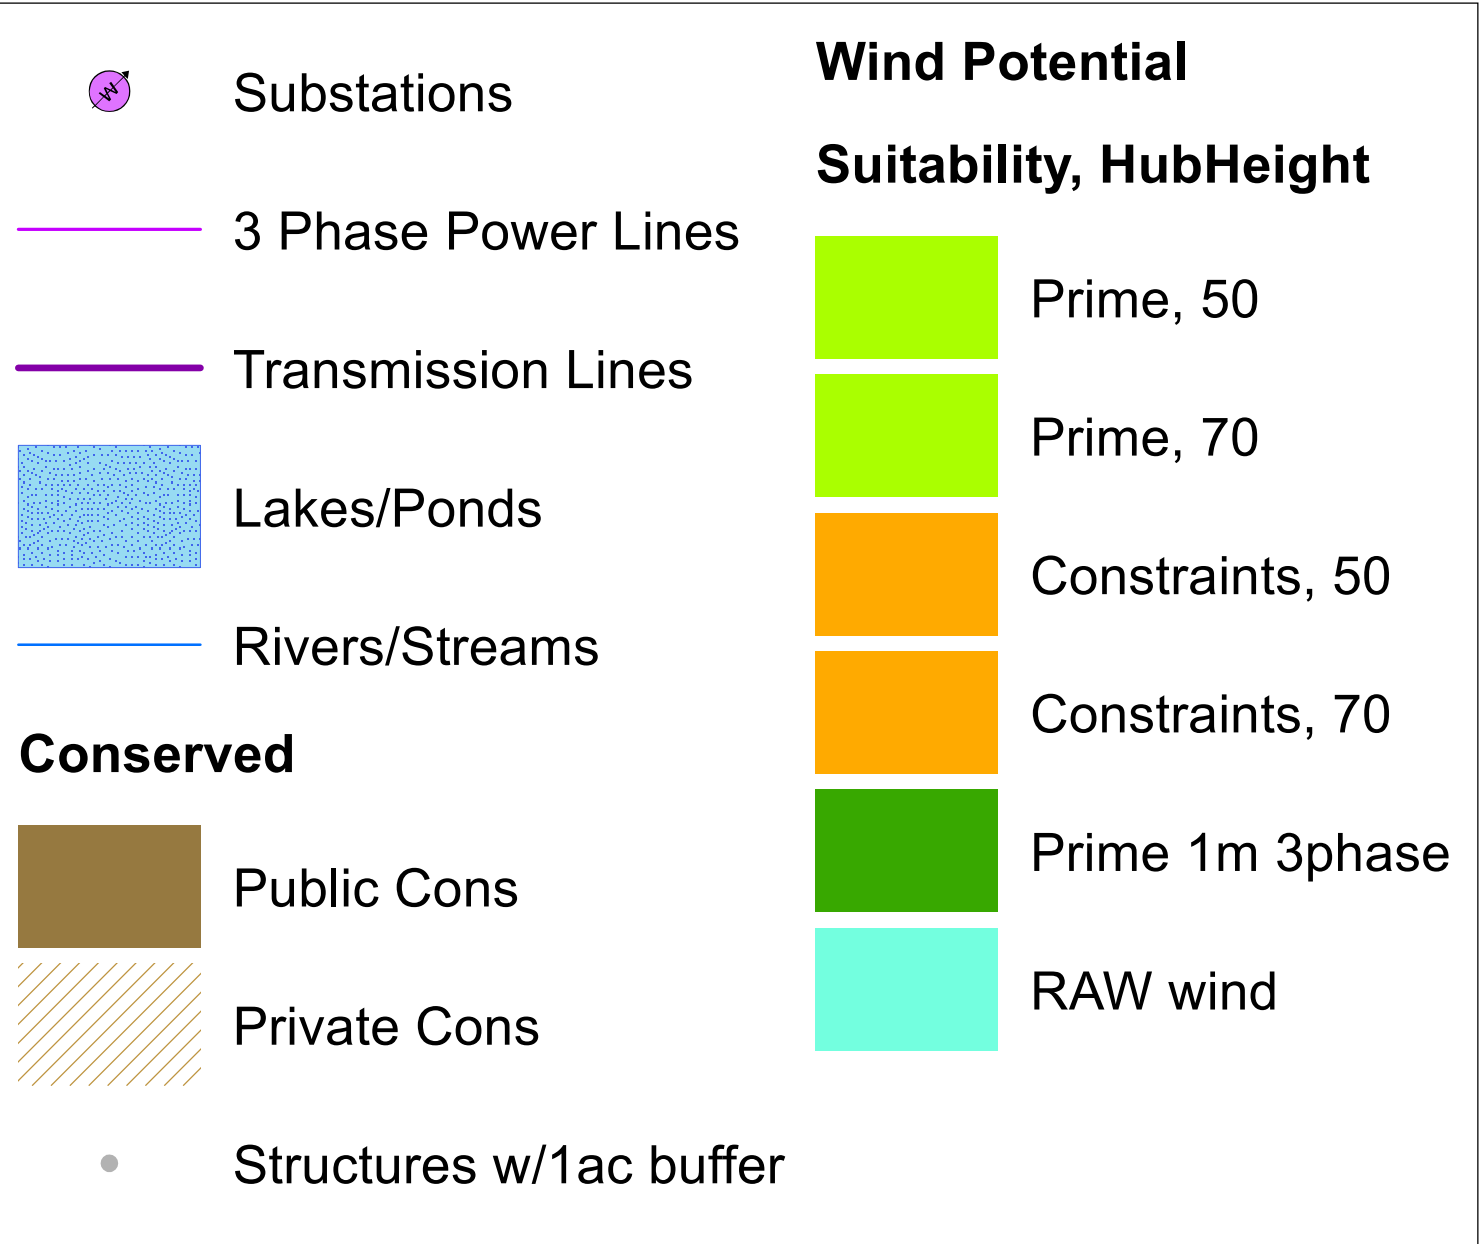 Substations
3 Phase Power Lines
Transmission Lines
Lakes/Ponds
Rivers/Streams
Conserved
Public Cons
Private Cons
Structures w/1ac buffer
Wind Potential
Suitability, HubHeight
Prime, 50
Prime, 70
Constraints, 50
Constraints, 70
Prime 1m 3phase
RAW wind